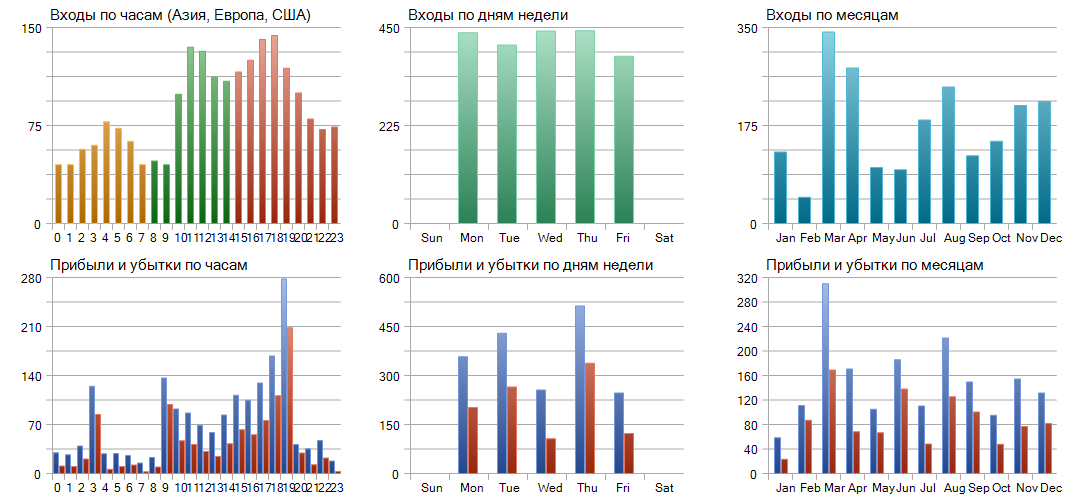 Входы по часам (Азия, Европа, США)
150
75
0
0 1 2 3 4 5 6 7 8 9 10 11 12 13 14 15 16 17 18 19 20 21 22 23
Входы по дням недели
450
225
0
Sun Mon Tue Wed Thu Fri Sat
Входы по месяцам
350
175
0
Jan Feb Mar Apr May Jun Jul Aug Sep Oct Nov Dec
Прибыли и убытки по часам
280
210
140
70
0
0 1 2 3 4 5 6 7 8 9 10 11 12 13 14 15 16 17 18 19 20 21 22 23
Прибыли и убытки по дням недели
600
450
300
150
0
Sun Mon Tue Wed Thu Fri Sat
Прибыли и убытки по месяцам
320
280
240
200
160
120
80
40
0
Jan Feb Mar Apr May Jun Jul Aug Sep Oct Nov Dec